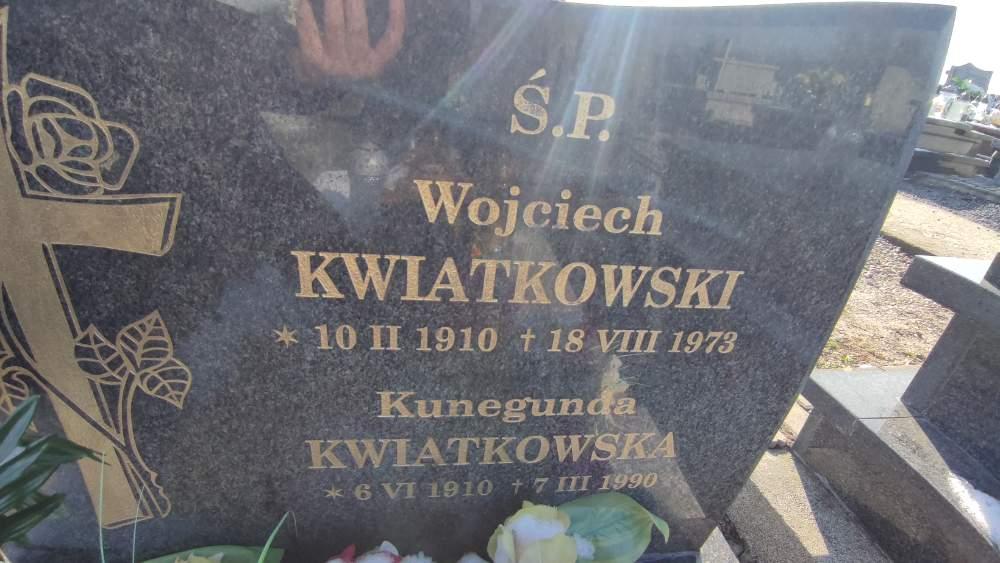 Ś.P.
Wojciech
KWIATKOWSKI
✶ 10 II 1910 † 18 VIII 1973
Kunegunda
KWIATKOWSKA
✶ 6 VI 1910 † 7 III 1990